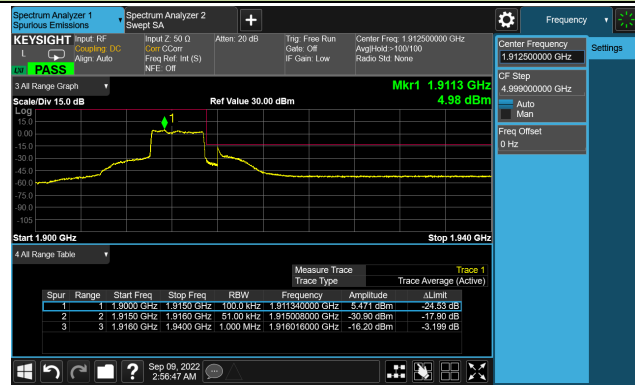 Spectrum Analyzer 1
Spurious Emissions
Spectrum Analyzer 2
Swept SA
Frequency
KEYSIGHT
L
LXI
PASS
Input: RF
Coupling: DC
Align: Auto
Input Z: 50 Ω
Corr CCorr
Freq Ref: Int (S)
NFE: Off
Atten: 20 dB
Trig: Free Run
Gate: Off
IF Gain: Low
Center Freq: 1.912500000 GHz
Avg|Hold:>100/100
Radio Std: None
Center Frequency
1.912500000 GHz
Settings
CF Step
4.999000000 GHz
Auto
Man
Freq Offset
0 Hz
3 All Range Graph
Mkr1 1.9113 GHz
4.98 dBm
Scale/Div 15.0 dB
Ref Value 30.00 dBm
Log
1
15.0
0.00
-15.0
-30.0
-45.0
-60.0
-75.0
-90.0
-105
Start 1.900 GHz
Stop 1.940 GHz
4 All Range Table
Measure Trace Trace 1
Trace Type Trace Average (Active)
Spur Range Start Freq Stop Freq RBW Frequency Amplitude ΔLimit
1 1 1.9000 GHz 1.9150 GHz 100.0 kHz 1.911340000 GHz 5.471 dBm -24.53 dB
2 2 1.9150 GHz 1.9160 GHz 51.00 kHz 1.915008000 GHz -30.90 dBm -17.90 dB
3 3 1.9160 GHz 1.9400 GHz 1.000 MHz 1.916016000 GHz -16.20 dBm -3.199 dB
Sep 09, 2022
2:56:47 AM